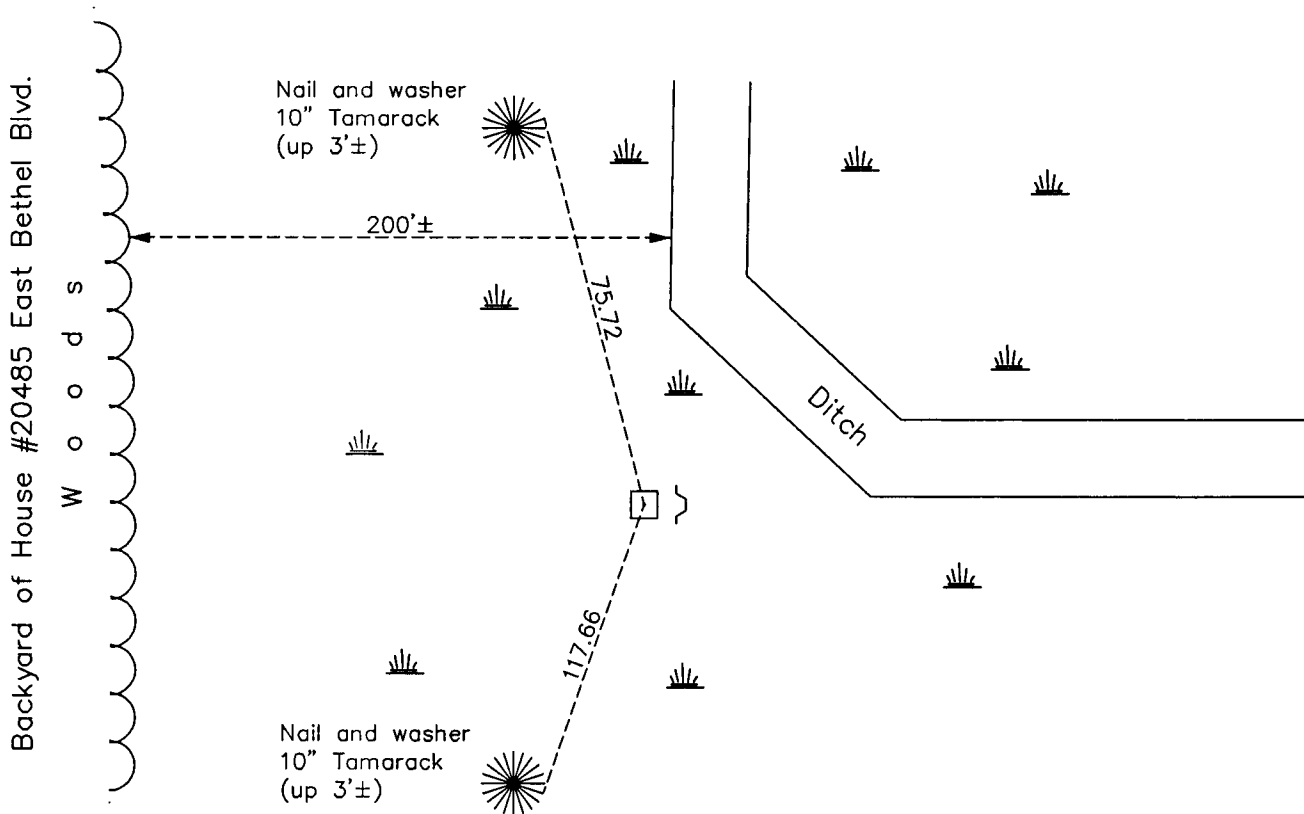 Backyard of House #20485 East Bethel Blvd.
Woods
Nail and washer
10" Tamarack
(up 3'±)
200'±
75.72
Ditch
117.66
Nail and washer
10" Tamarack
(up 3'±)